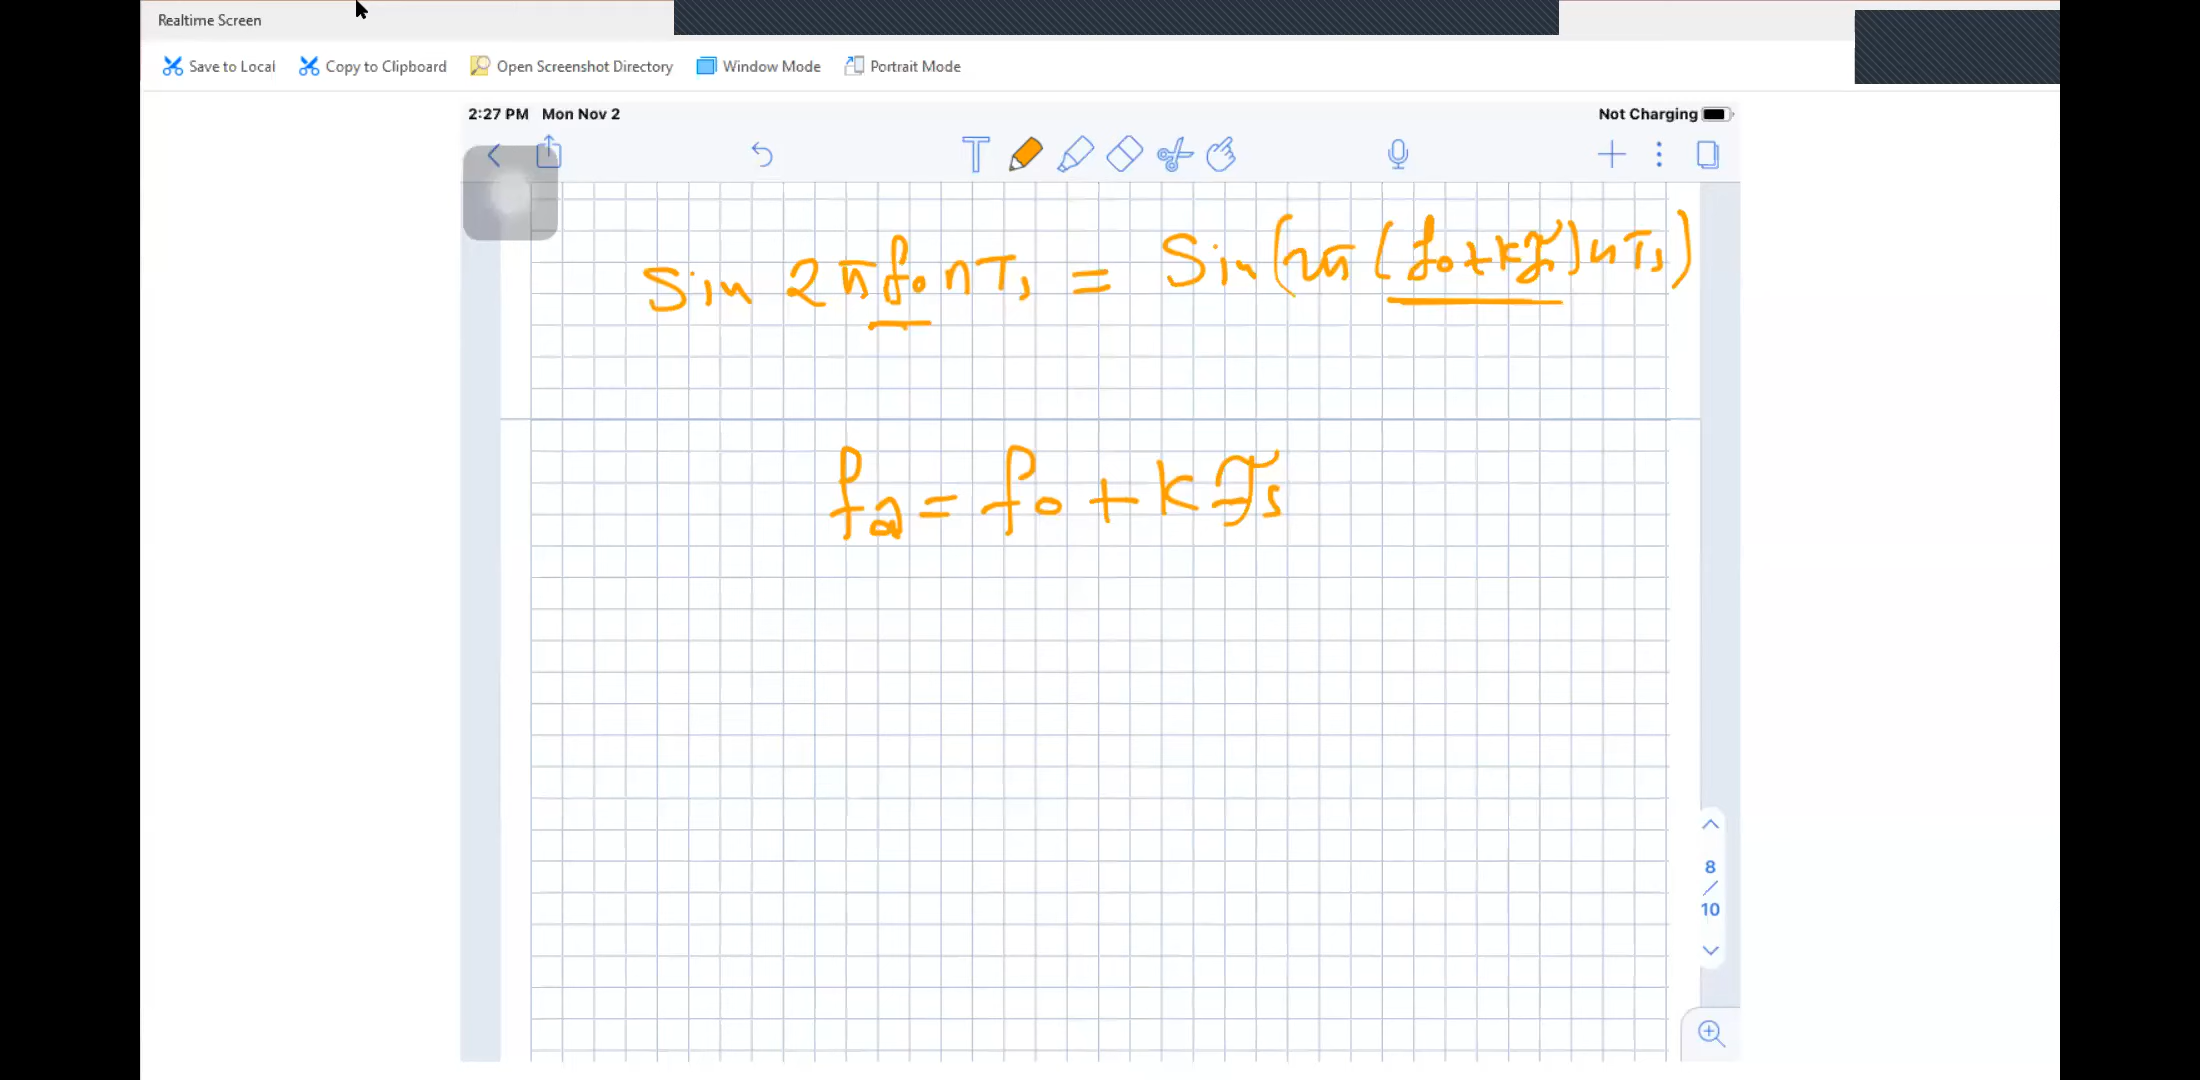 Realtime Screen
Save to Local Copy to Clipboard Open Screenshot Directory Window Mode Portrait Mode
2:27 PM Mon Nov 2 Not Charging
T
Sin 2πf₀nTₛ = Sin(2π(f₀+kfₛ)nTₛ)
fₐ = f₀ + kfₛ
8
/
10